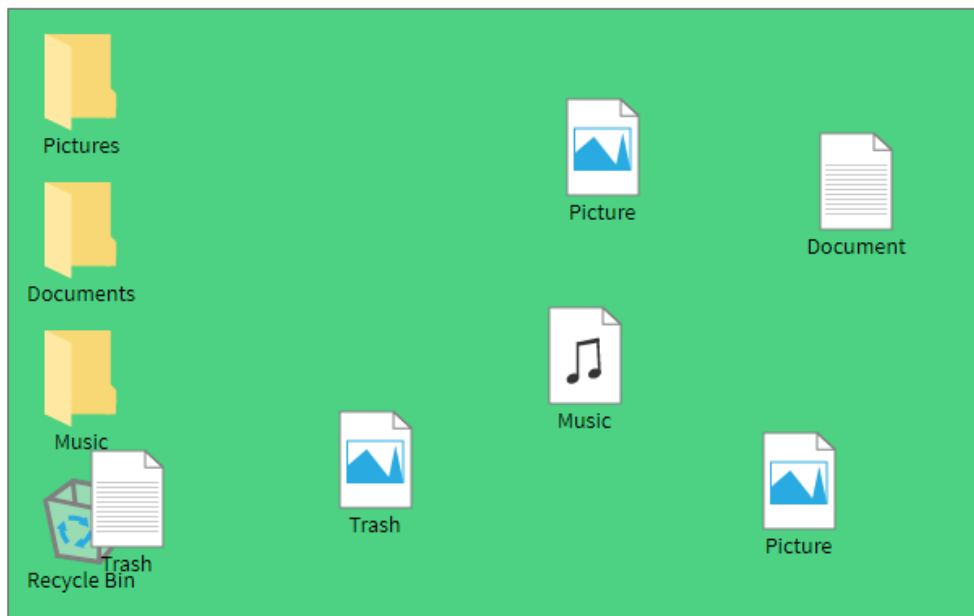 Pictures
Documents
Music
Recycle Bin
Trash
Trash
Music
Picture
Picture
Document